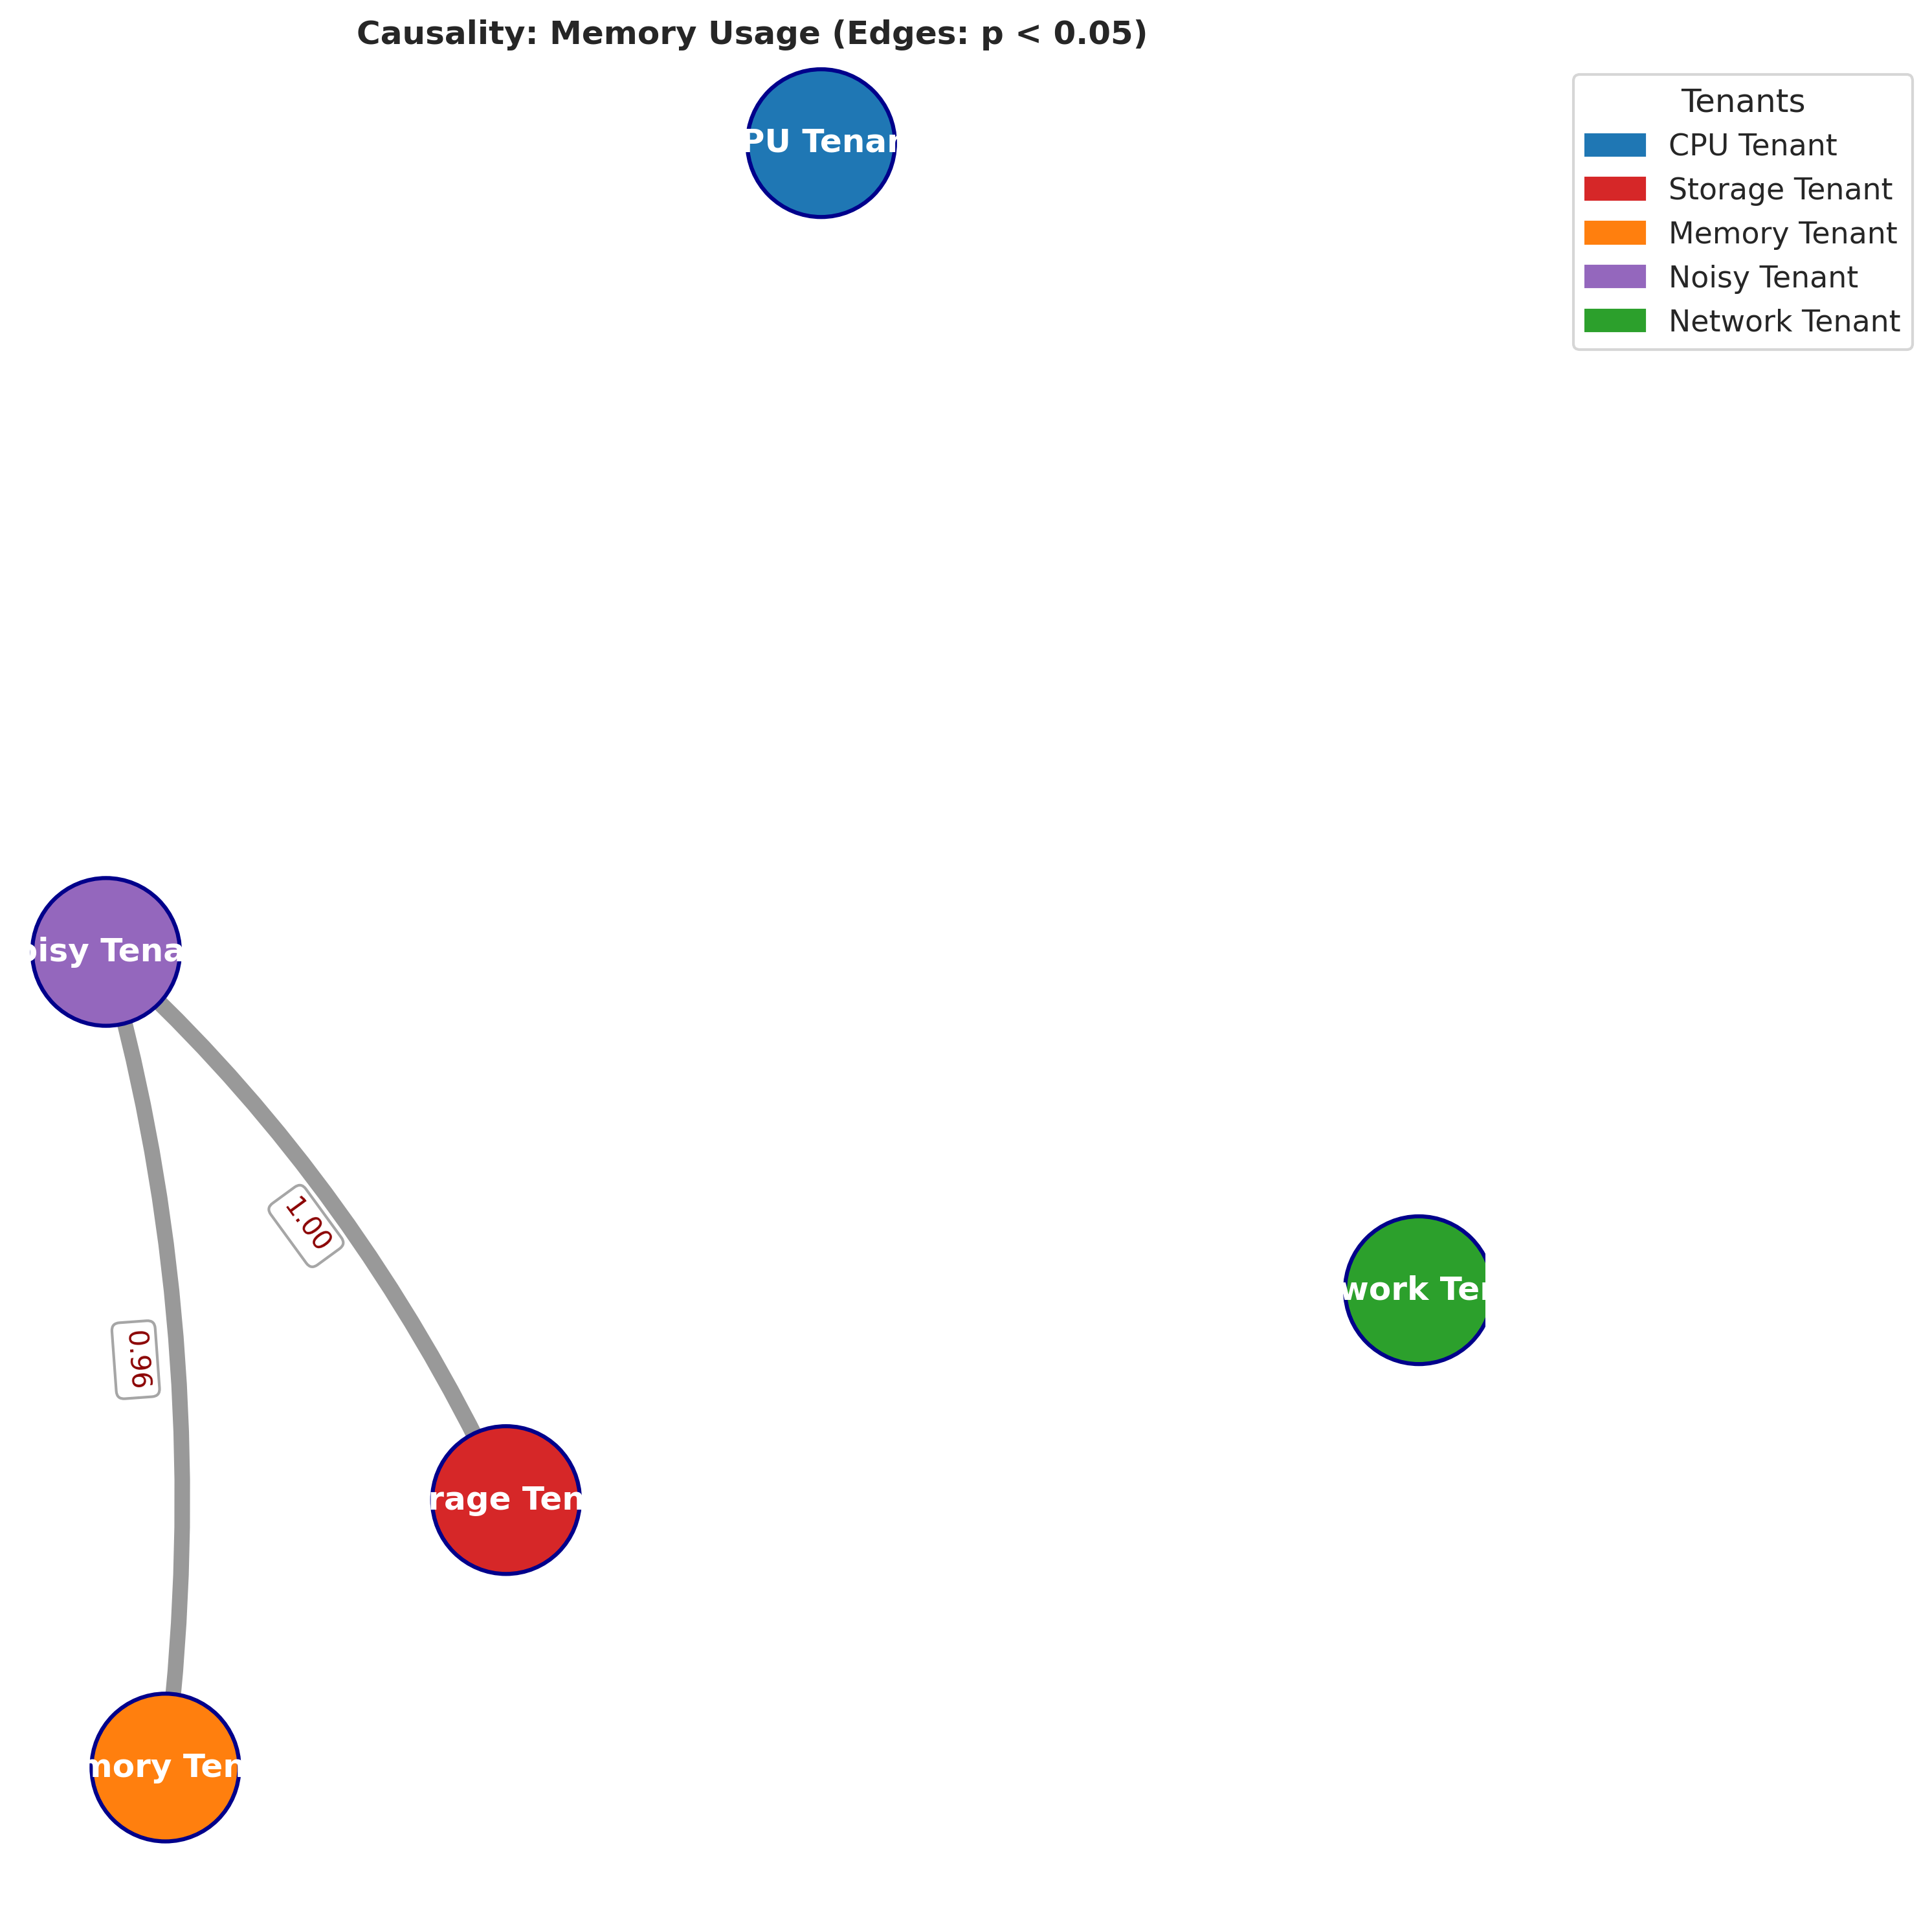 Causality: Memory Usage (Edges: p < 0.05)
PU Tenan
Tenants
CPU Tenant
Storage Tenant
Memory Tenant
Noisy Tenant
Network Tenant
oisy Tena
1.00
work Ten
0.96
rage Ten
mory Ten